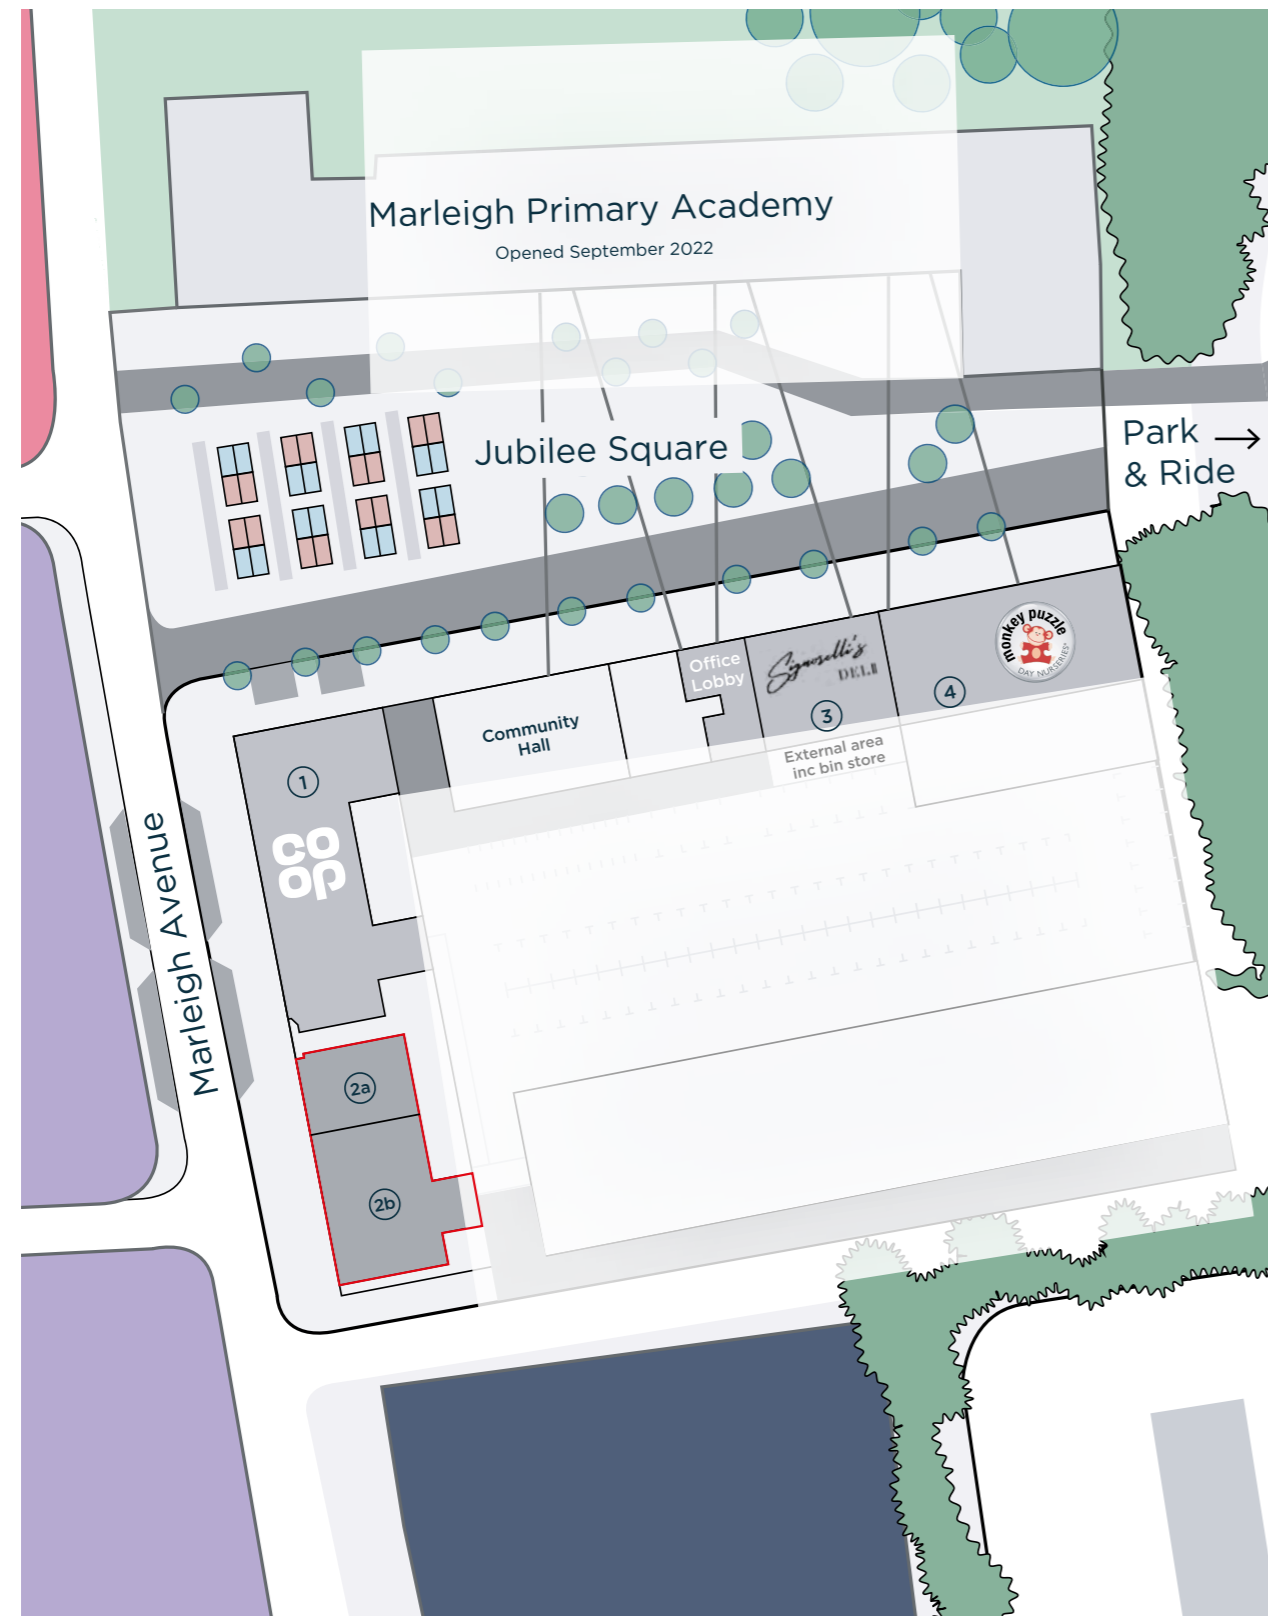 Marleigh Primary Academy
Opened September 2022
Jubilee Square
Park
& Ride
monkey puzzle
DAY NURSERIES
Office
Lobby
Signorelli's
DELI
Community
Hall
3
4
External area
inc bin store
1
CO
OP
Marleigh Avenue
2a
2b